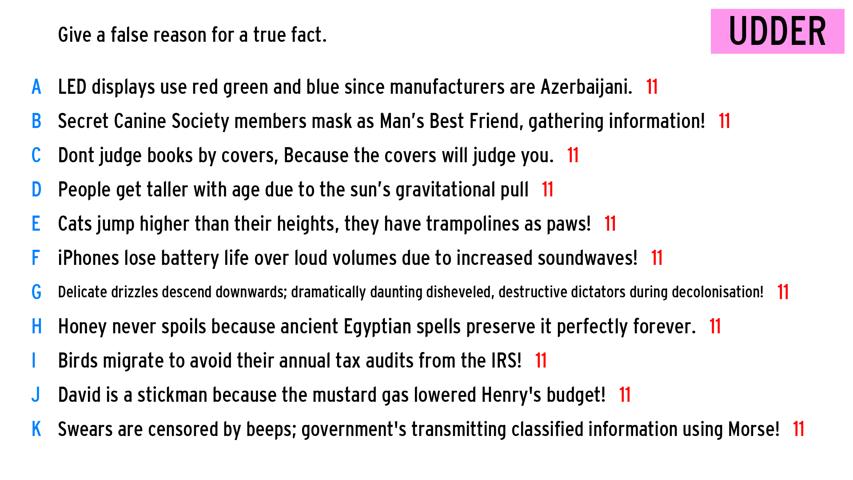 Give a false reason for a true fact.
UDDER
A LED displays use red green and blue since manufacturers are Azerbaijani. 11
B Secret Canine Society members mask as Man's Best Friend, gathering information! 11
C Dont judge books by covers, Because the covers will judge you. 11
D People get taller with age due to the sun's gravitational pull 11
E Cats jump higher than their heights, they have trampolines as paws! 11
F iPhones lose battery life over loud volumes due to increased soundwaves! 11
G Delicate drizzles descend downwards; dramatically daunting disheveled, destructive dictators during decolonisation! 11
H Honey never spoils because ancient Egyptian spells preserve it perfectly forever. 11
I Birds migrate to avoid their annual tax audits from the IRS! 11
J David is a stickman because the mustard gas lowered Henry's budget! 11
K Swears are censored by beeps; government's transmitting classified information using Morse! 11